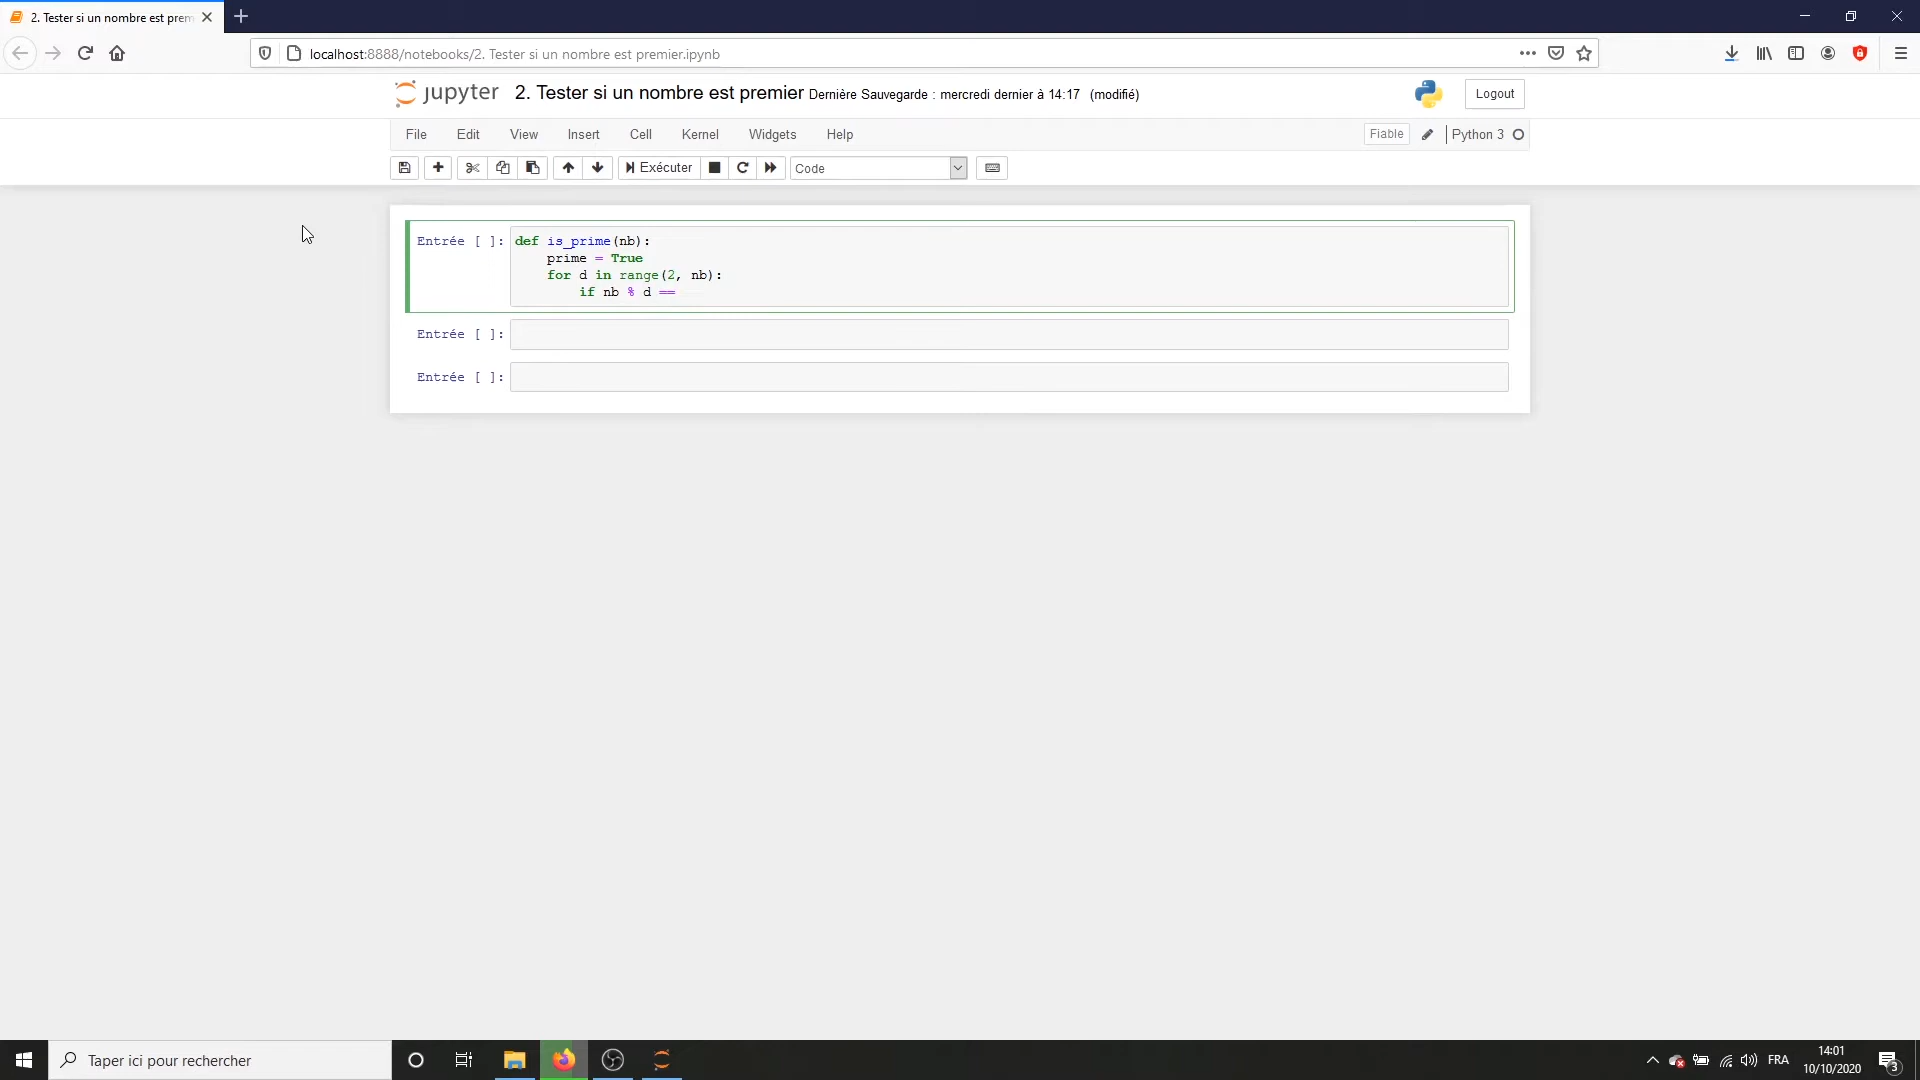 2. Tester si un nombre est prem
localhost:8888/notebooks/2. Tester si un nombre est premier.ipynb
jupyter 2. Tester si un nombre est premier Dernière Sauvegarde : mercredi dernier à 14:17 (modifié) Logout
File Edit View Insert Cell Kernel Widgets Help Fiable Python 3
Exécuter Code
Entrée [ ]: def is_prime(nb):
    prime = True
    for d in range(2, nb):
        if nb % d ==
Entrée [ ]:
Entrée [ ]:
Taper ici pour rechercher
FRA
14:01
10/10/2020
3